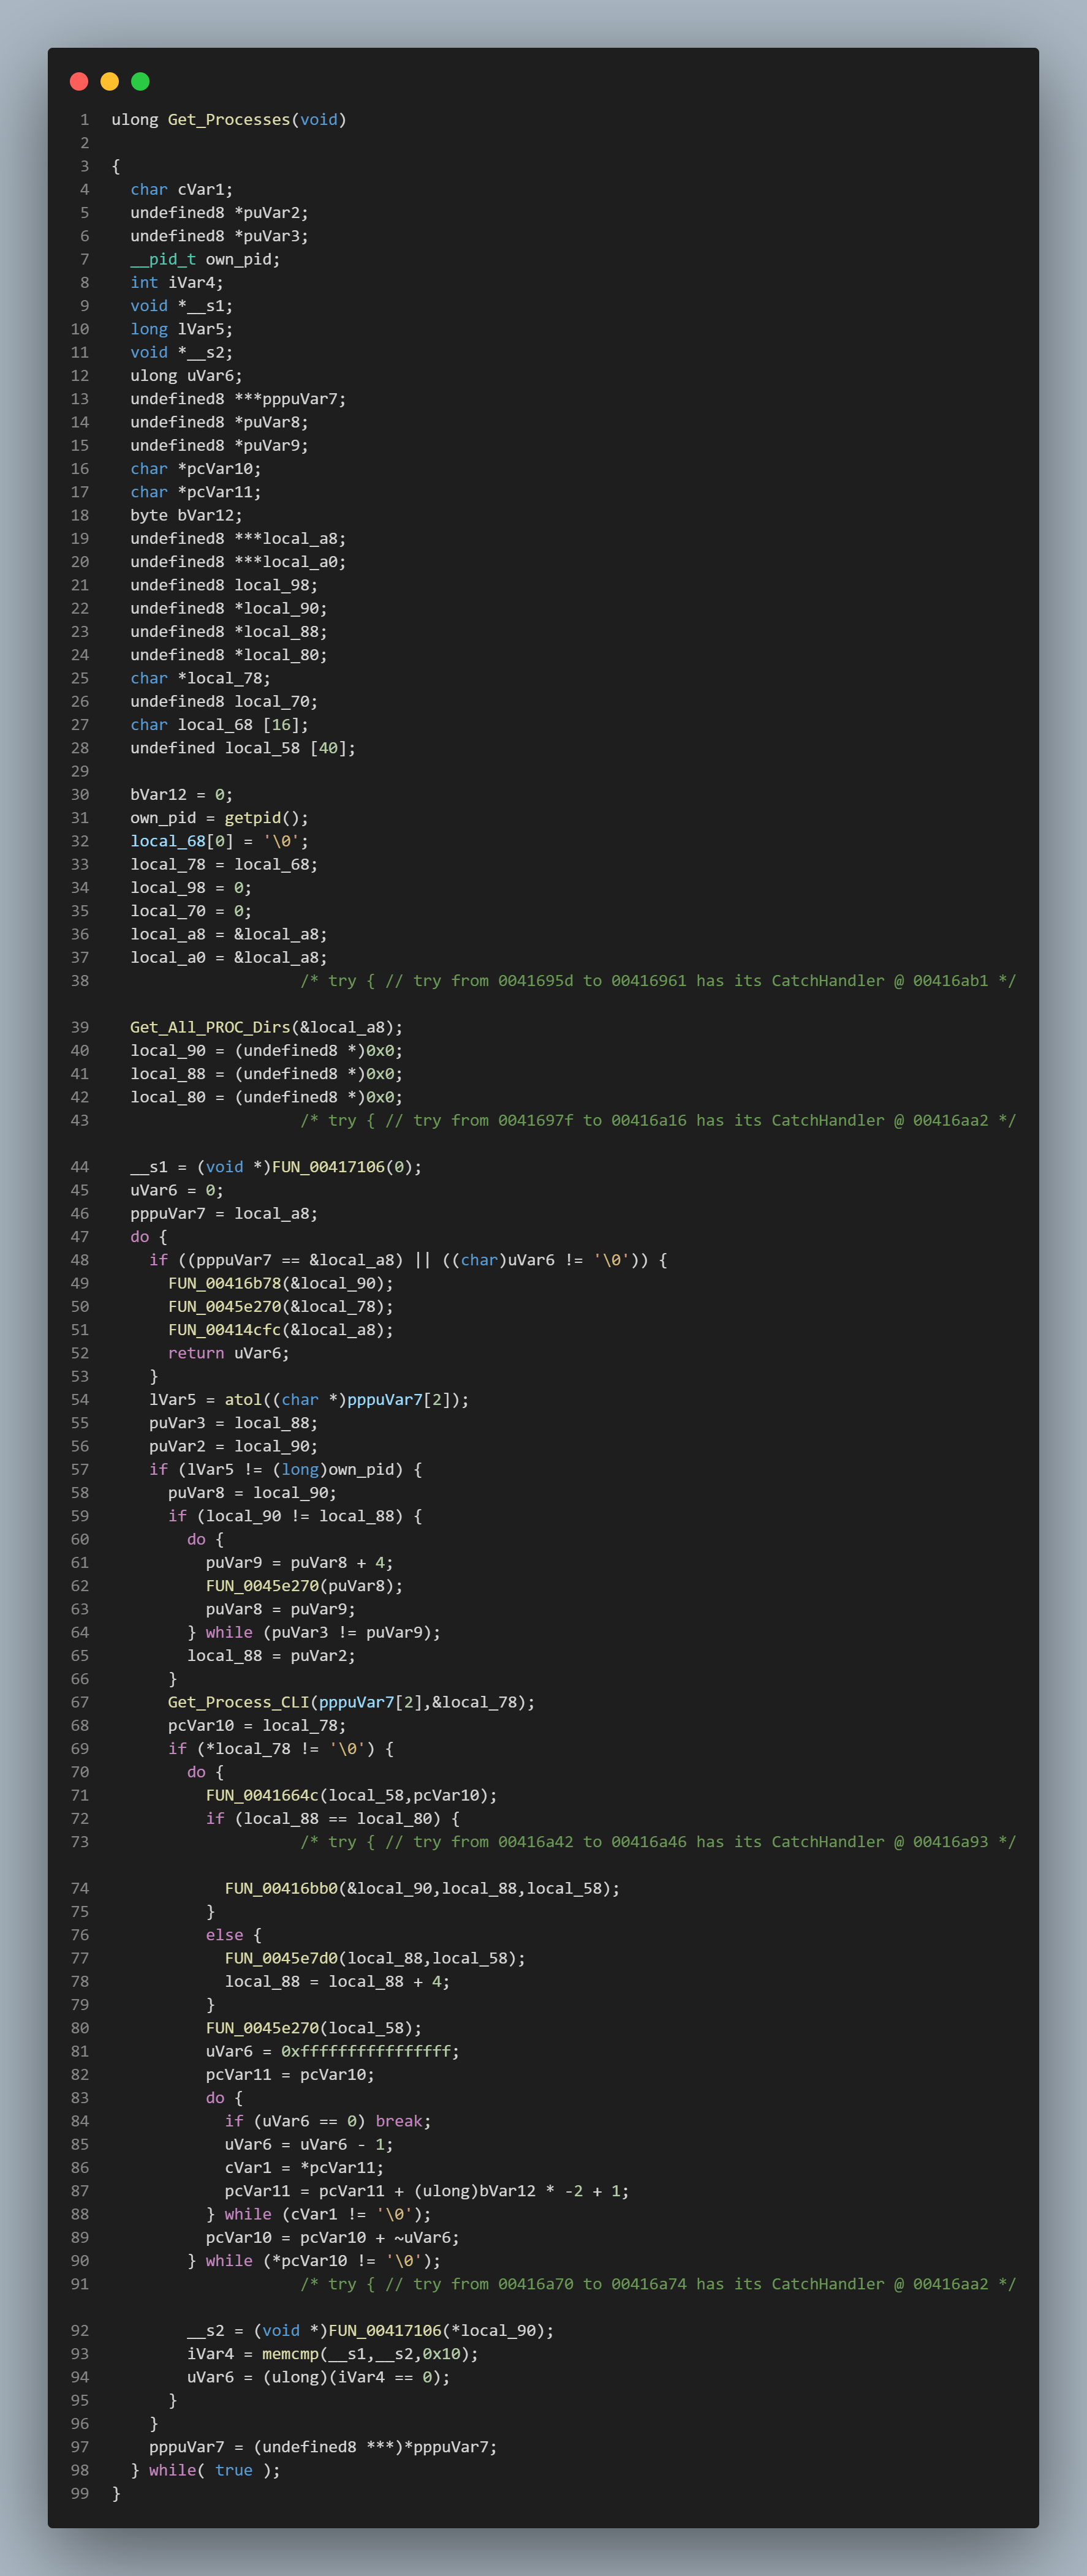 1 ulong Get_Processes(void)
2
3 {
4   char cVar1;
5   undefined8 *puVar2;
6   undefined8 *puVar3;
7   __pid_t own_pid;
8   int iVar4;
9   void *__s1;
10   long lVar5;
11   void *__s2;
12   ulong uVar6;
13   undefined8 ***pppuVar7;
14   undefined8 *puVar8;
15   undefined8 *puVar9;
16   char *pcVar10;
17   char *pcVar11;
18   byte bVar12;
19   undefined8 ***local_a8;
20   undefined8 ***local_a0;
21   undefined8 local_98;
22   undefined8 *local_90;
23   undefined8 *local_88;
24   undefined8 *local_80;
25   char *local_78;
26   undefined8 local_70;
27   char local_68 [16];
28   undefined local_58 [40];
29
30   bVar12 = 0;
31   own_pid = getpid();
32   local_68[0] = '\0';
33   local_78 = local_68;
34   local_98 = 0;
35   local_70 = 0;
36   local_a8 = &local_a8;
37   local_a0 = &local_a8;
38                     /* try { // try from 0041695d to 00416961 has its CatchHandler @ 00416ab1 */
39   Get_All_PROC_Dirs(&local_a8);
40   local_90 = (undefined8 *)0x0;
41   local_88 = (undefined8 *)0x0;
42   local_80 = (undefined8 *)0x0;
43                     /* try { // try from 0041697f to 00416a16 has its CatchHandler @ 00416aa2 */
44   __s1 = (void *)FUN_00417106(0);
45   uVar6 = 0;
46   pppuVar7 = local_a8;
47   do {
48     if ((pppuVar7 == &local_a8) || ((char)uVar6 != '\0')) {
49       FUN_00416b78(&local_90);
50       FUN_0045e270(&local_78);
51       FUN_00414cfc(&local_a8);
52       return uVar6;
53     }
54     lVar5 = atol((char *)pppuVar7[2]);
55     puVar3 = local_88;
56     puVar2 = local_90;
57     if (lVar5 != (long)own_pid) {
58       puVar8 = local_90;
59       if (local_90 != local_88) {
60         do {
61           puVar9 = puVar8 + 4;
62           FUN_0045e270(puVar8);
63           puVar8 = puVar9;
64         } while (puVar3 != puVar9);
65         local_88 = puVar2;
66       }
67       Get_Process_CLI(pppuVar7[2],&local_78);
68       pcVar10 = local_78;
69       if (*local_78 != '\0') {
70         do {
71           FUN_0041664c(local_58,pcVar10);
72           if (local_88 == local_80) {
73                     /* try { // try from 00416a42 to 00416a46 has its CatchHandler @ 00416a93 */
74             FUN_00416bb0(&local_90,local_88,local_58);
75           }
76           else {
77             FUN_0045e7d0(local_88,local_58);
78             local_88 = local_88 + 4;
79           }
80           FUN_0045e270(local_58);
81           uVar6 = 0xffffffffffffffff;
82           pcVar11 = pcVar10;
83           do {
84             if (uVar6 == 0) break;
85             uVar6 = uVar6 - 1;
86             cVar1 = *pcVar11;
87             pcVar11 = pcVar11 + (ulong)bVar12 * -2 + 1;
88           } while (cVar1 != '\0');
89           pcVar10 = pcVar10 + ~uVar6;
90         } while (*pcVar10 != '\0');
91                     /* try { // try from 00416a70 to 00416a74 has its CatchHandler @ 00416aa2 */
92         __s2 = (void *)FUN_00417106(*local_90);
93         iVar4 = memcmp(__s1,__s2,0x10);
94         uVar6 = (ulong)(iVar4 == 0);
95       }
96     }
97     pppuVar7 = (undefined8 ***)*pppuVar7;
98   } while( true );
99 }